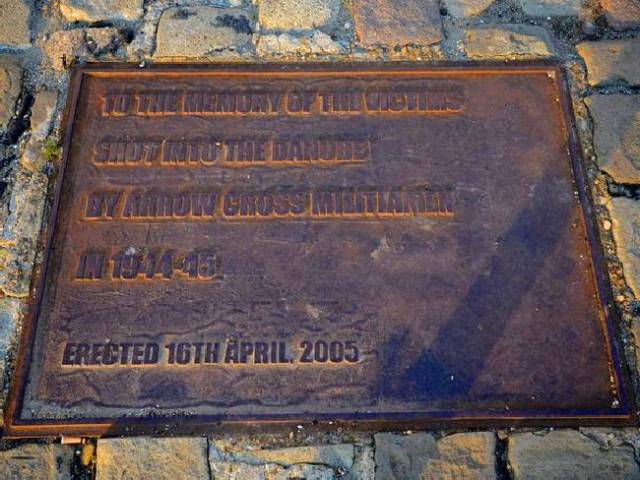 TO THE MEMORY OF THE VICTIMS
SHOT INTO THE DANUBE
BY ARROW CROSS MILITIAMEN
IN 1944-45.
ERECTED 16TH APRIL, 2005